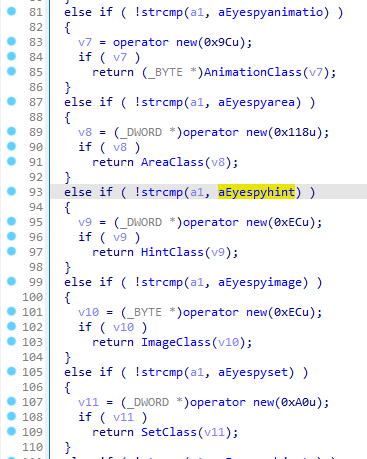 81 else if ( !strcmp(a1, aEyespyanimatio) )
82 {
83 v7 = operator new(0x9Cu);
84 if ( v7 )
85 return (_BYTE *)AnimationClass(v7);
86 }
87 else if ( !strcmp(a1, aEyespyarea) )
88 {
89 v8 = (_DWORD *)operator new(0x118u);
90 if ( v8 )
91 return AreaClass(v8);
92 }
93 else if ( !strcmp(a1, aEyespyhint) )
94 {
95 v9 = (_DWORD *)operator new(0xECu);
96 if ( v9 )
97 return HintClass(v9);
98 }
99 else if ( !strcmp(a1, aEyespyimage) )
100 {
101 v10 = (_BYTE *)operator new(0xECu);
102 if ( v10 )
103 return ImageClass(v10);
104 }
105 else if ( !strcmp(a1, aEyespyset) )
106 {
107 v11 = (_DWORD *)operator new(0xA0u);
108 if ( v11 )
109 return SetClass(v11);
110 }